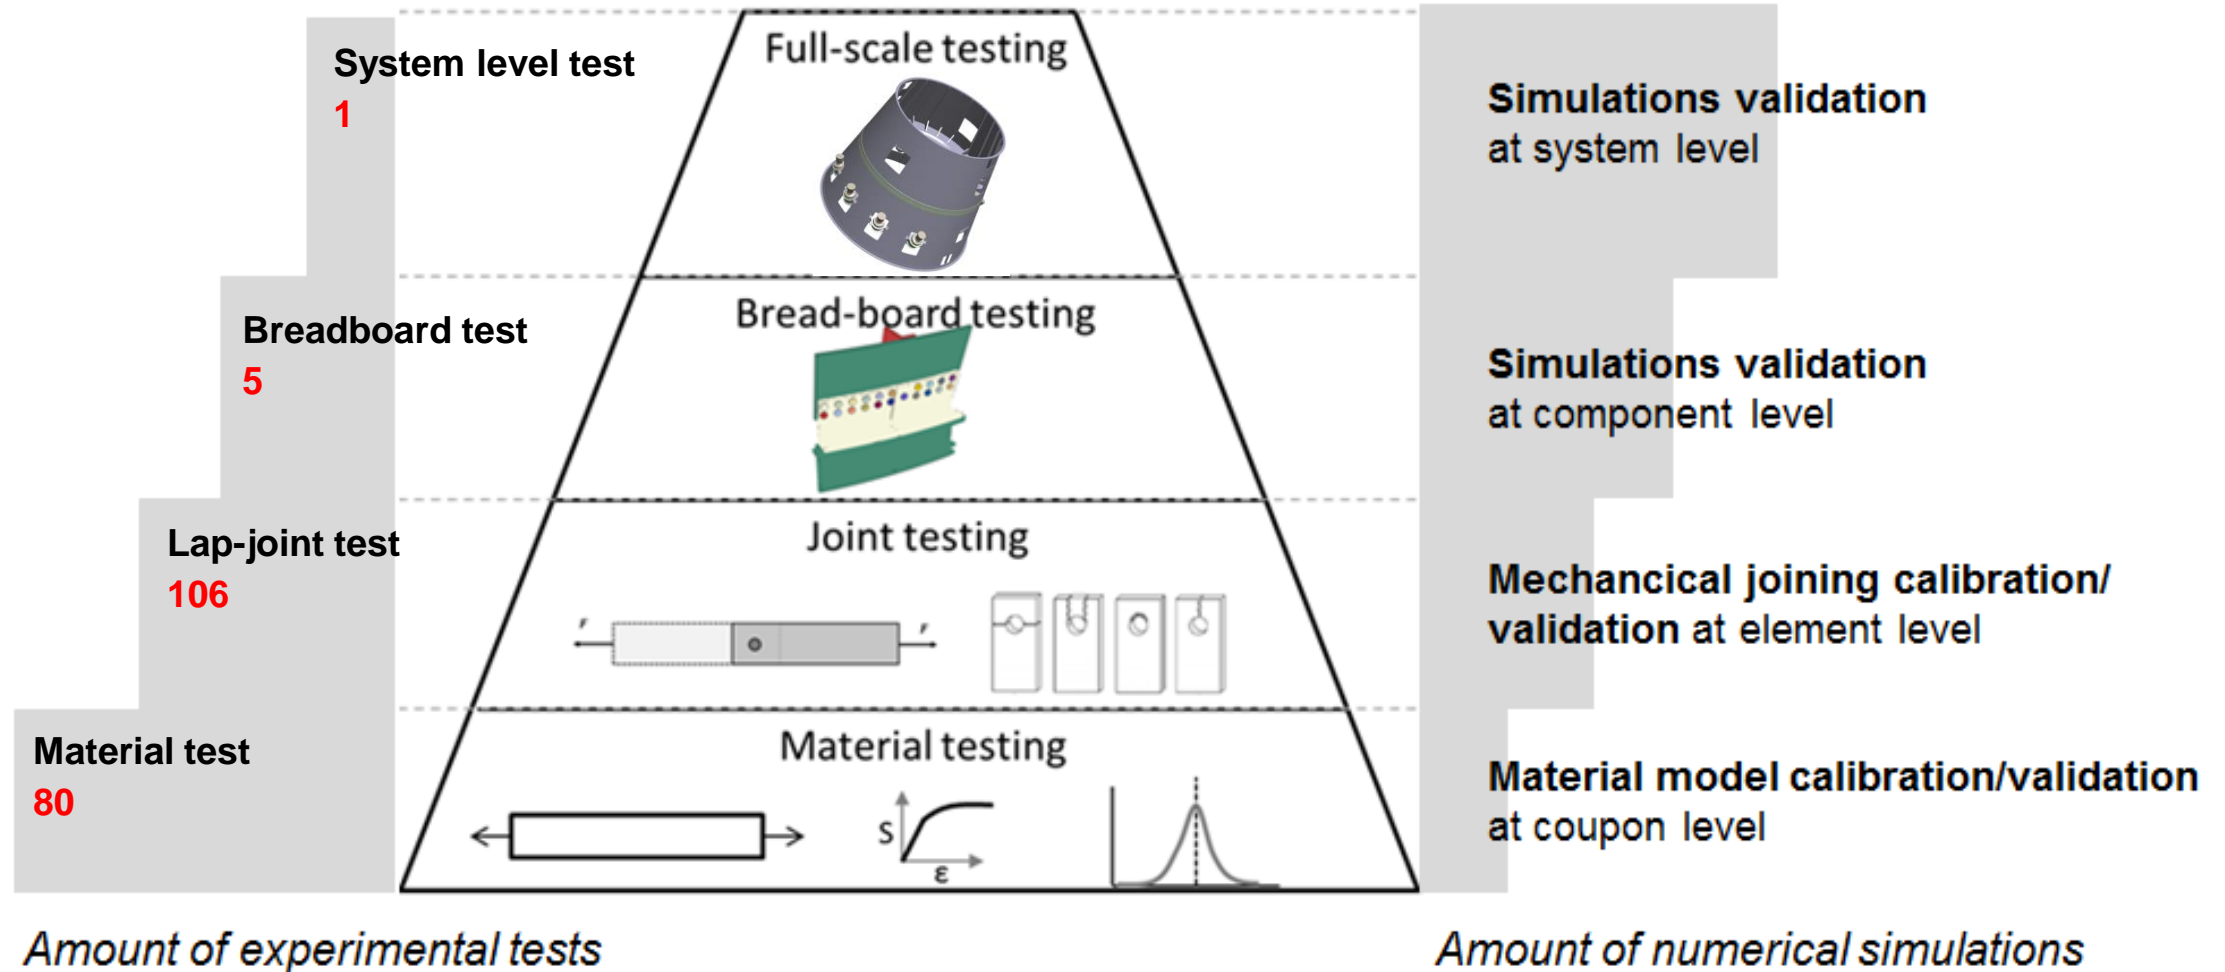 System level test
1
Full-scale testing
Simulations validation
at system level
Breadboard test
5
Bread-board testing
Simulations validation
at component level
Lap-joint test
106
Joint testing
F
F
Mechancical joining calibration/
validation at element level
Material test
80
Material testing
S
ε
Material model calibration/validation
at coupon level
Amount of experimental tests
Amount of numerical simulations